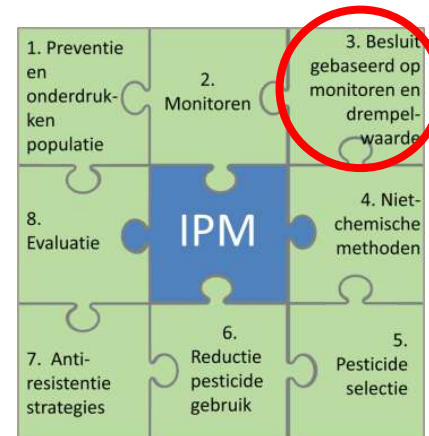 1. Preventie
en
onderdruk-
ken
populatie
2.
Monitoren
3. Besluit
gebaseerd op
monitoren en
drempel-
waarde
8.
Evaluatie
IPM
4. Niet-
chemische
methoden
7. Anti-
resistentie
strategies
6.
Reductie
pesticide
gebruik
5.
Pesticide
selectie